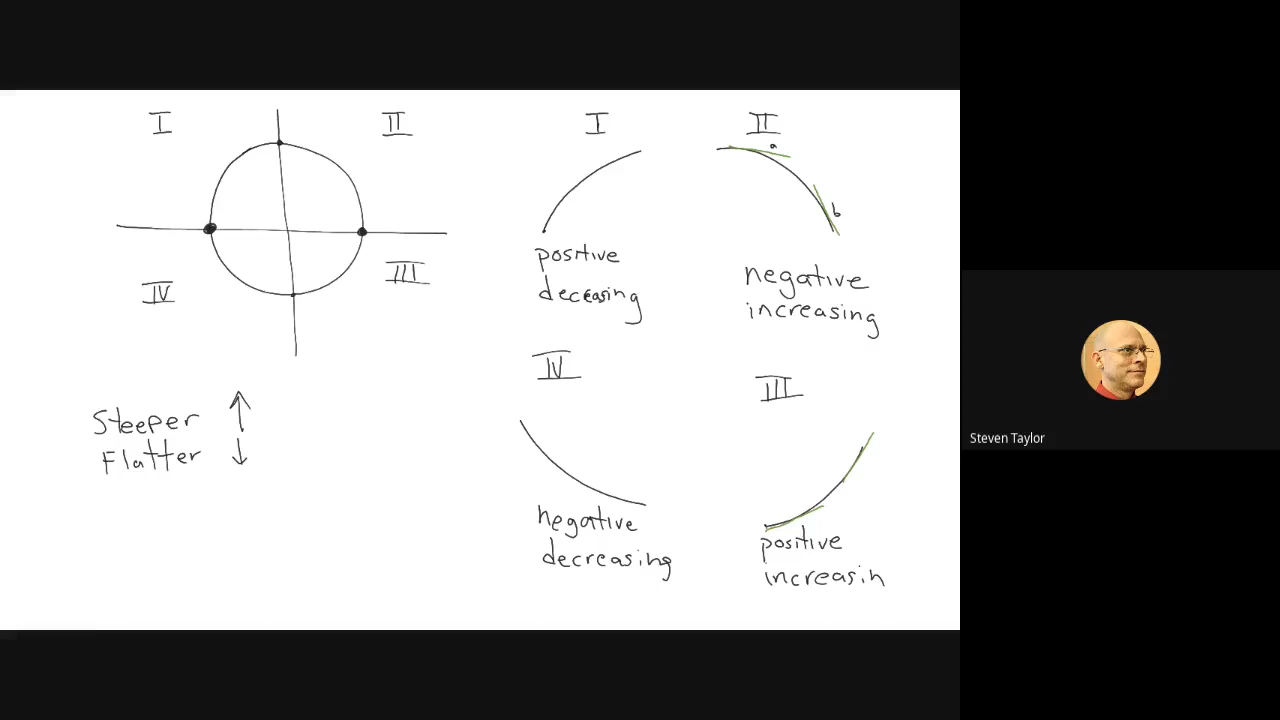 I
II
IV
III
Steeper ↑
Flatter ↓
I
positive
deceasing
II
a
b
negative
increasing
IV
negative
decreasing
III
positive
increasin
Steven Taylor